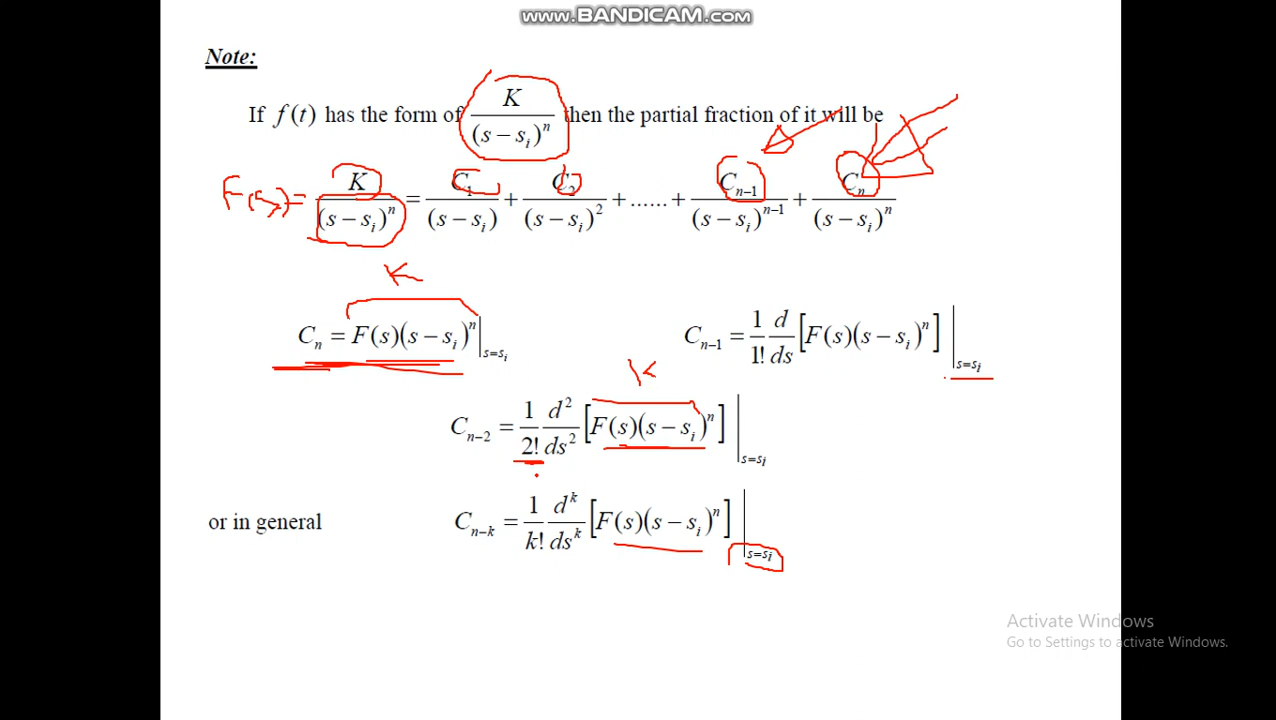 www.BANDICAM.com
Note:
If f(t) has the form of K/(s − s_i)^n then the partial fraction of it will be
F(s) = K/(s − s_i)^n = C_1/(s − s_i) + C_2/(s − s_i)^2 + ...... + C_{n−1}/(s − s_i)^{n−1} + C_n/(s − s_i)^n
K
C_n = F(s)(s − s_i)^n |_{s=s_i} C_{n−1} = 1/1! d/ds [F(s)(s − s_i)^n] |_{s=s_i}
K
C_{n−2} = 1/2! d^2/ds^2 [F(s)(s − s_i)^n] |_{s=s_i}
or in general C_{n−k} = 1/k! d^k/ds^k [F(s)(s − s_i)^n] |_{s=s_i}
Activate Windows
Go to Settings to activate Windows.